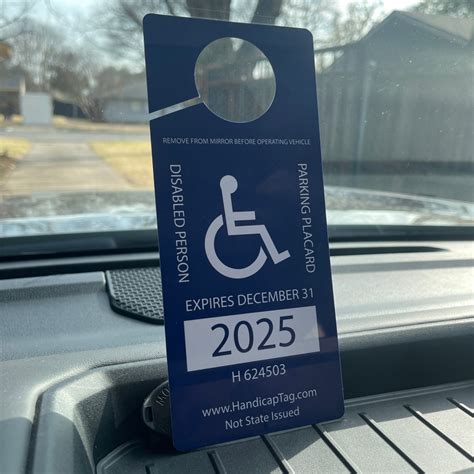 REMOVE FROM MIRROR BEFORE OPERATING VEHICLE
DISABLED PERSON
PARKING PLACARD
EXPIRES DECEMBER 31
2025
H 624503
www.HandicapTag.com
Not State Issued